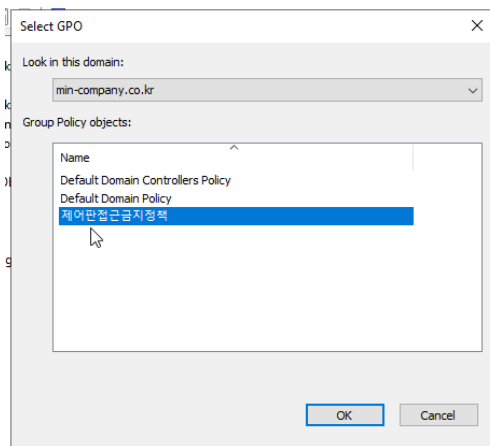 Select GPO
Look in this domain:
min-company.co.kr
Group Policy objects:
Name
Default Domain Controllers Policy
Default Domain Policy
제어판접근금지정책
OK
Cancel